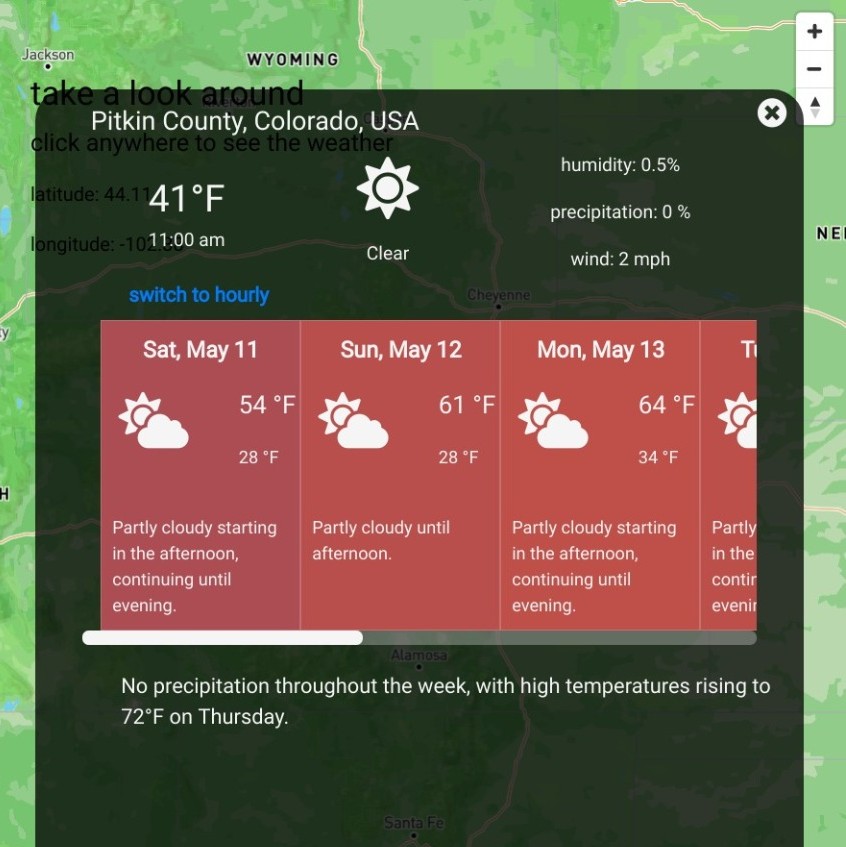 Jackson
WYOMING
take a look around
Pitkin County, Colorado, USA
click anywhere to see the weather
humidity: 0.5%
latitude: 44.11
41°F
precipitation: 0 %
longitude: -102.
11:00 am
Clear
wind: 2 mph
switch to hourly
Cheyenne
Sat, May 11
Sun, May 12
Mon, May 13
54 °F
61 °F
64 °F
28 °F
28 °F
34 °F
Partly cloudy starting
in the afternoon,
continuing until
evening.
Partly cloudy until
afternoon.
Partly cloudy starting
in the afternoon,
continuing until
evening.
Partly
in the
Alamosa
No precipitation throughout the week, with high temperatures rising to
72°F on Thursday.
Santa Fe